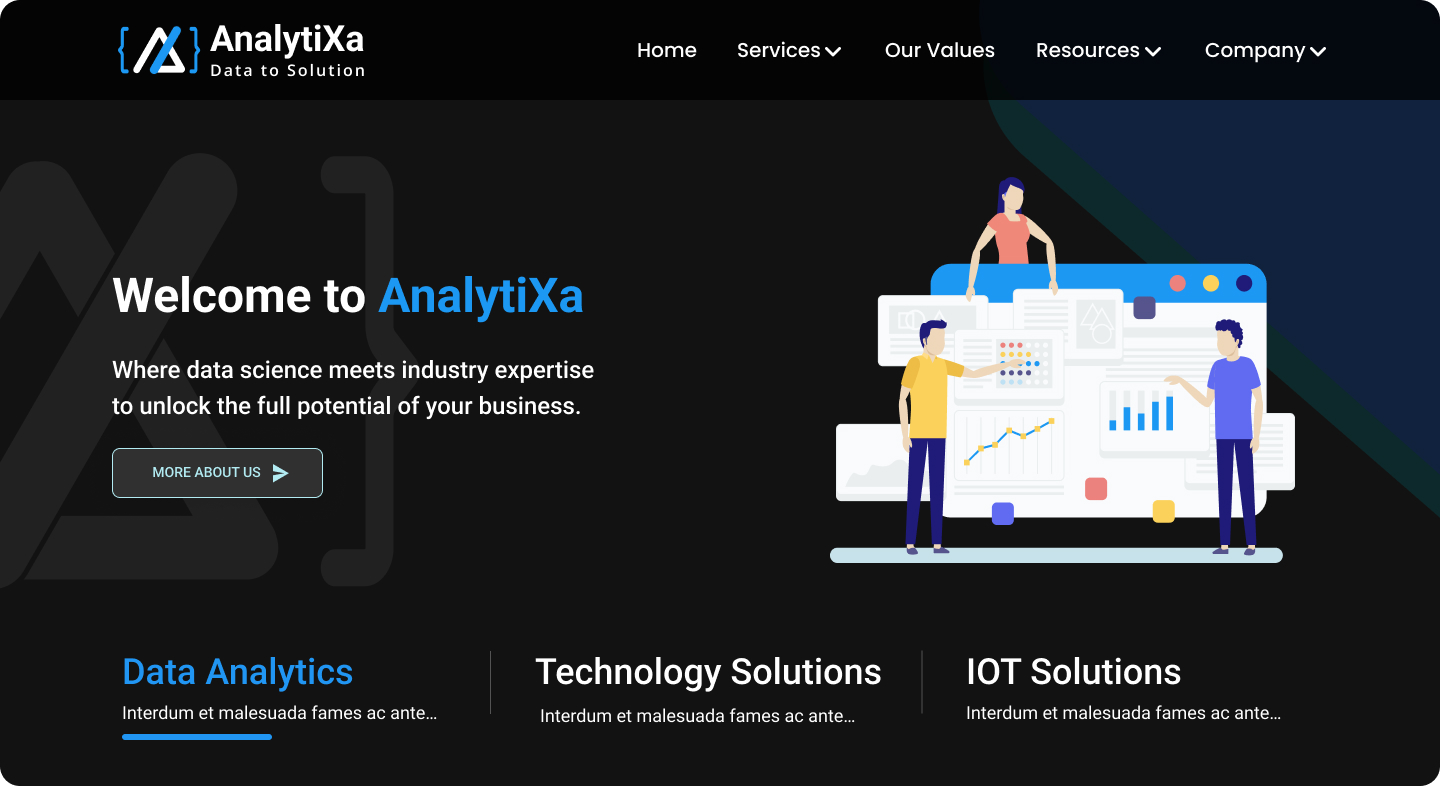 AnalytiXa
Data to Solution
Home Services Our Values Resources Company
Welcome to AnalytiXa
Where data science meets industry expertise
to unlock the full potential of your business.
MORE ABOUT US
Data Analytics
Interdum et malesuada fames ac ante...
Technology Solutions
Interdum et malesuada fames ac ante...
IOT Solutions
Interdum et malesuada fames ac ante...